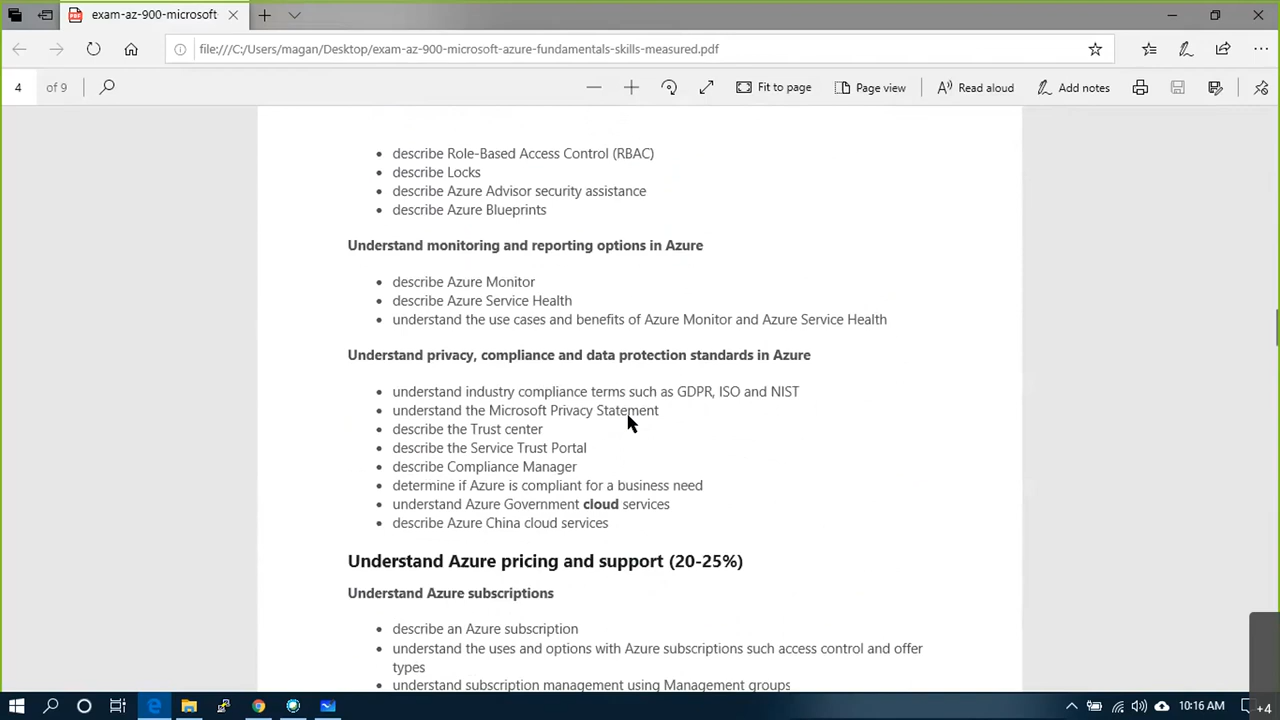 exam-az-900-microsoft
file:///C:/Users/magan/Desktop/exam-az-900-microsoft-azure-fundamentals-skills-measured.pdf
4 of 9 Fit to page Page view Read aloud Add notes
• describe Role-Based Access Control (RBAC)
• describe Locks
• describe Azure Advisor security assistance
• describe Azure Blueprints
Understand monitoring and reporting options in Azure
• describe Azure Monitor
• describe Azure Service Health
• understand the use cases and benefits of Azure Monitor and Azure Service Health
Understand privacy, compliance and data protection standards in Azure
• understand industry compliance terms such as GDPR, ISO and NIST
• understand the Microsoft Privacy Statement
• describe the Trust center
• describe the Service Trust Portal
• describe Compliance Manager
• determine if Azure is compliant for a business need
• understand Azure Government cloud services
• describe Azure China cloud services
Understand Azure pricing and support (20-25%)
Understand Azure subscriptions
• describe an Azure subscription
• understand the uses and options with Azure subscriptions such access control and offer
types
• understand subscription management using Management groups
10:16 AM +4